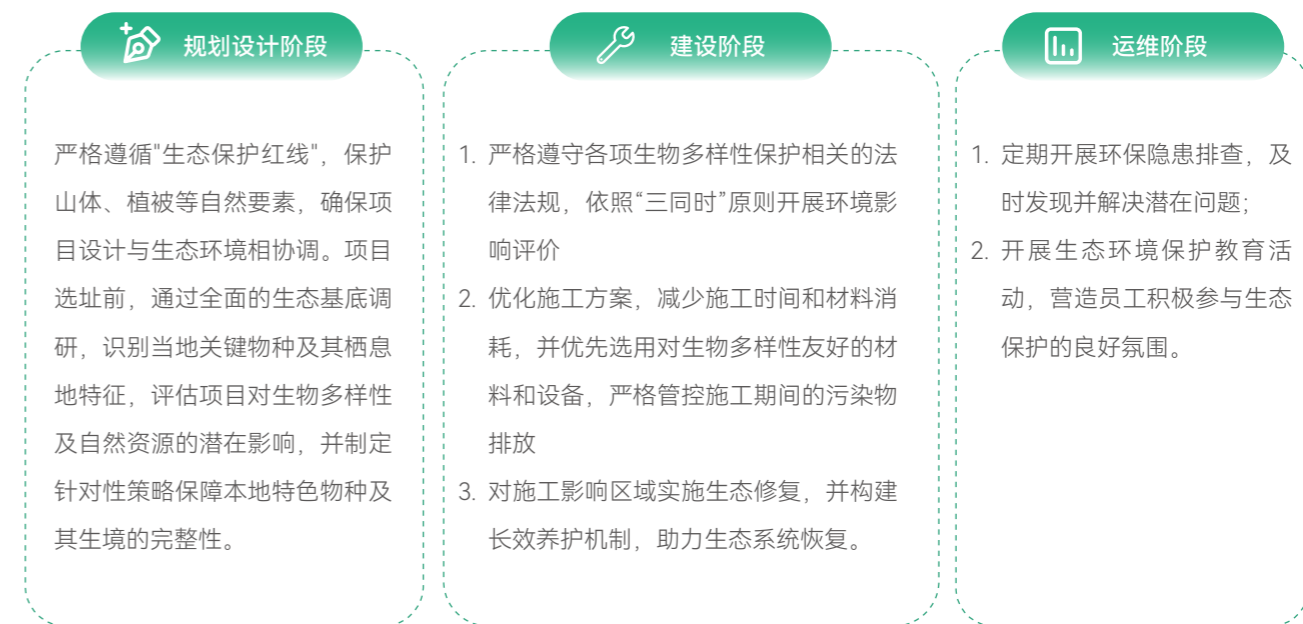 规划设计阶段
严格遵循"生态保护红线"，保护
山体、植被等自然要素，确保项
目设计与生态环境相协调。项目
选址前，通过全面的生态基底调
研，识别当地关键物种及其栖息
地特征，评估项目对生物多样性
及自然资源的潜在影响，并制定
针对性策略保障本地特色物种及
其生境的完整性。
建设阶段
1. 严格遵守各项生物多样性保护相关的法
律法规，依照“三同时”原则开展环境影
响评价
2. 优化施工方案，减少施工时间和材料消
耗，并优先选用对生物多样性友好的材
料和设备，严格管控施工期间的污染物
排放
3. 对施工影响区域实施生态修复，并构建
长效养护机制，助力生态系统恢复。
运维阶段
1. 定期开展环保隐患排查，及
时发现并解决潜在问题；
2. 开展生态环境保护教育活
动，营造员工积极参与生态
保护的良好氛围。